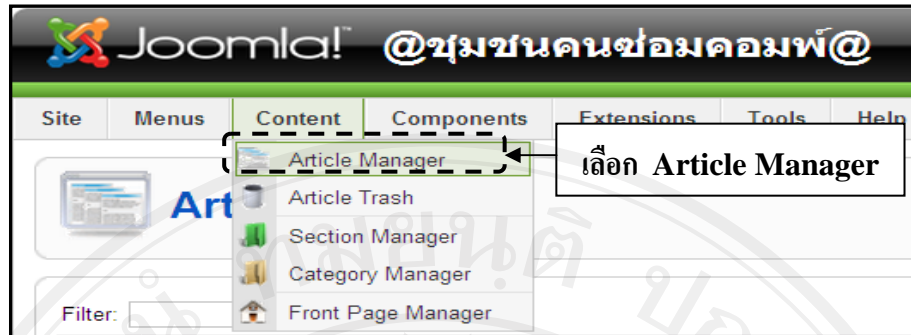 Joomla! @ชุมชนคนซ่อมคอมพ์@
Site Menus Content Components Extensions Tools Help
Article Manager
เลือก Article Manager
Art
Article Trash
Section Manager
Category Manager
Filter:
Front Page Manager